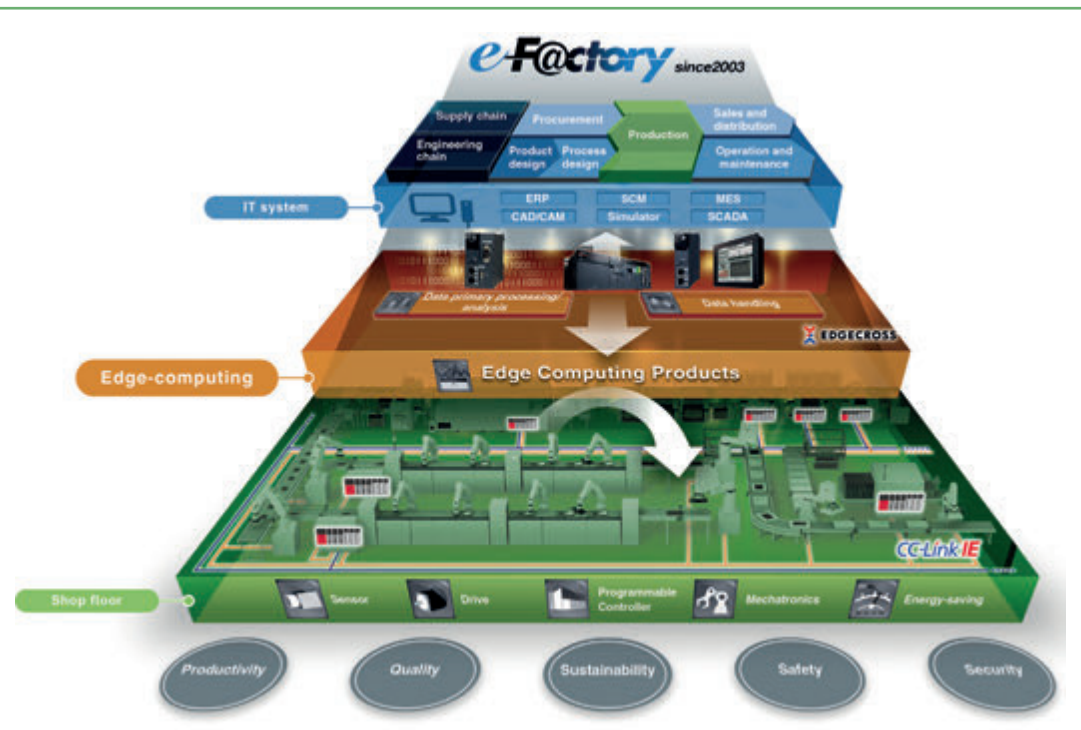 e-F@ctory since2003
Supply chain
Procurement
Production
Sales and
distribution
Engineering
chain
Product
design
Process
design
Operation and
maintenance
IT system
ERP
SCM
MES
CAD/CAM
Simulator
SCADA
Data primary processing/
analysis
Data handling
EDGECROSS
Edge-computing
Edge Computing Products
CC-Link IE
Shop floor
Sensor
Drive
Programmable
Controller
Mechatronics
Energy-saving
Productivity
Quality
Sustainability
Safety
Security